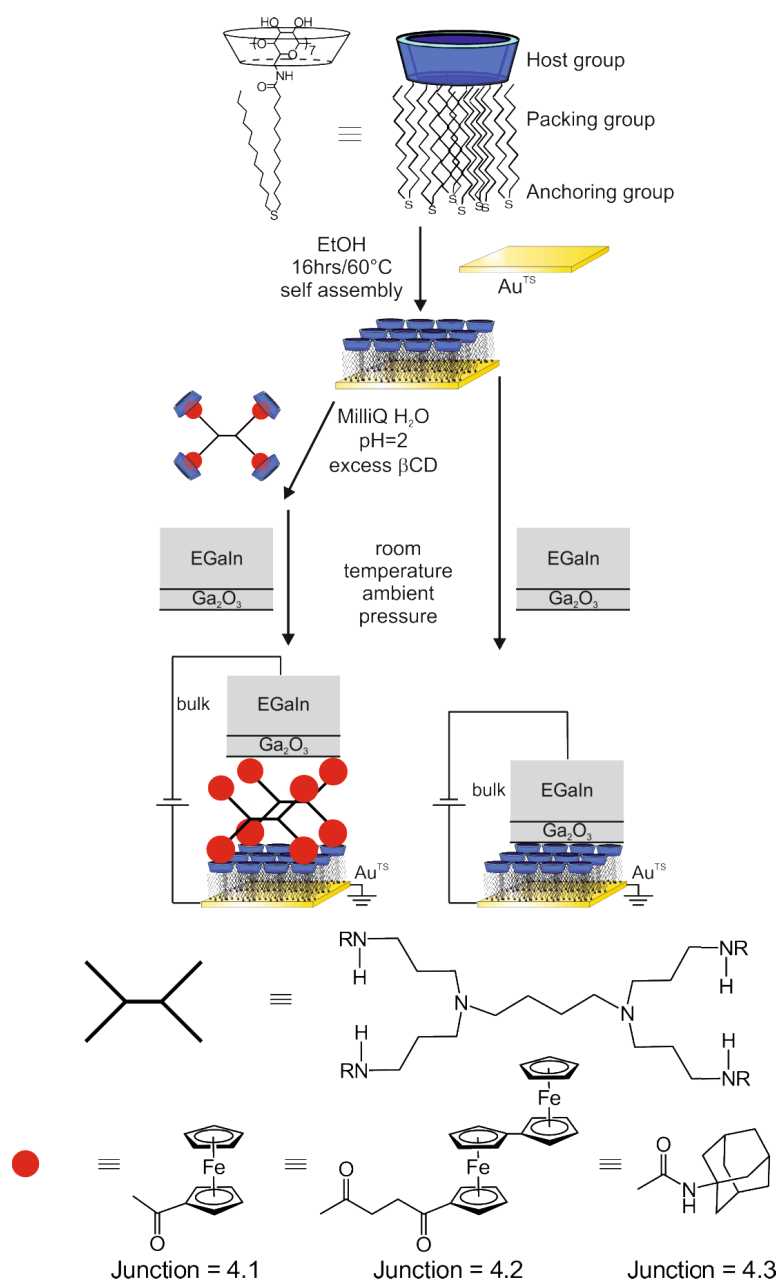 HO OH
(O O)7
O
NH
O
S
Host group
Packing group
Anchoring group
S S S S S S S
EtOH
16hrs/60°C
self assembly
Au^TS
MilliQ H₂O
pH=2
excess βCD
EGaIn
Ga₂O₃
room
temperature
ambient
pressure
EGaIn
Ga₂O₃
bulk
EGaIn
Ga₂O₃
Au^TS
bulk
EGaIn
Ga₂O₃
Au^TS
RN
H
NR
H
N
N
H
RN
H
NR
Fe
Fe
O
Fe
O
O
O
N
H
Junction = 4.1
Junction = 4.2
Junction = 4.3